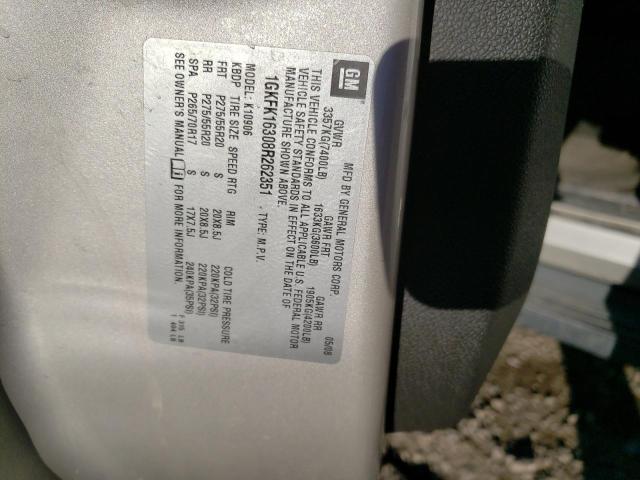 GM
MFD BY GENERAL MOTORS CORP. 05/08
GVWR GAWR FRT GAWR RR
3357KG(7400LB) 1633KG(3600LB) 1905KG(4200LB)
THIS VEHICLE CONFORMS TO ALL APPLICABLE U.S. FEDERAL MOTOR
VEHICLE SAFETY STANDARDS IN EFFECT ON THE DATE OF
MANUFACTURE SHOWN ABOVE.
1GKFK16308R262351 TYPE: M.P.V.
MODEL: K10906
KBDP TIRE SIZE SPEED RTG RIM COLD TIRE PRESSURE
FRT P275/55R20 S 20X8.5J 220KPA(32PSI)
RR P275/55R20 S 20X8.5J 220KPA(32PSI)
SPA P265/70R17 S 17X7.5J 240KPA(35PSI)
SEE OWNER'S MANUAL FOR MORE INFORMATION.